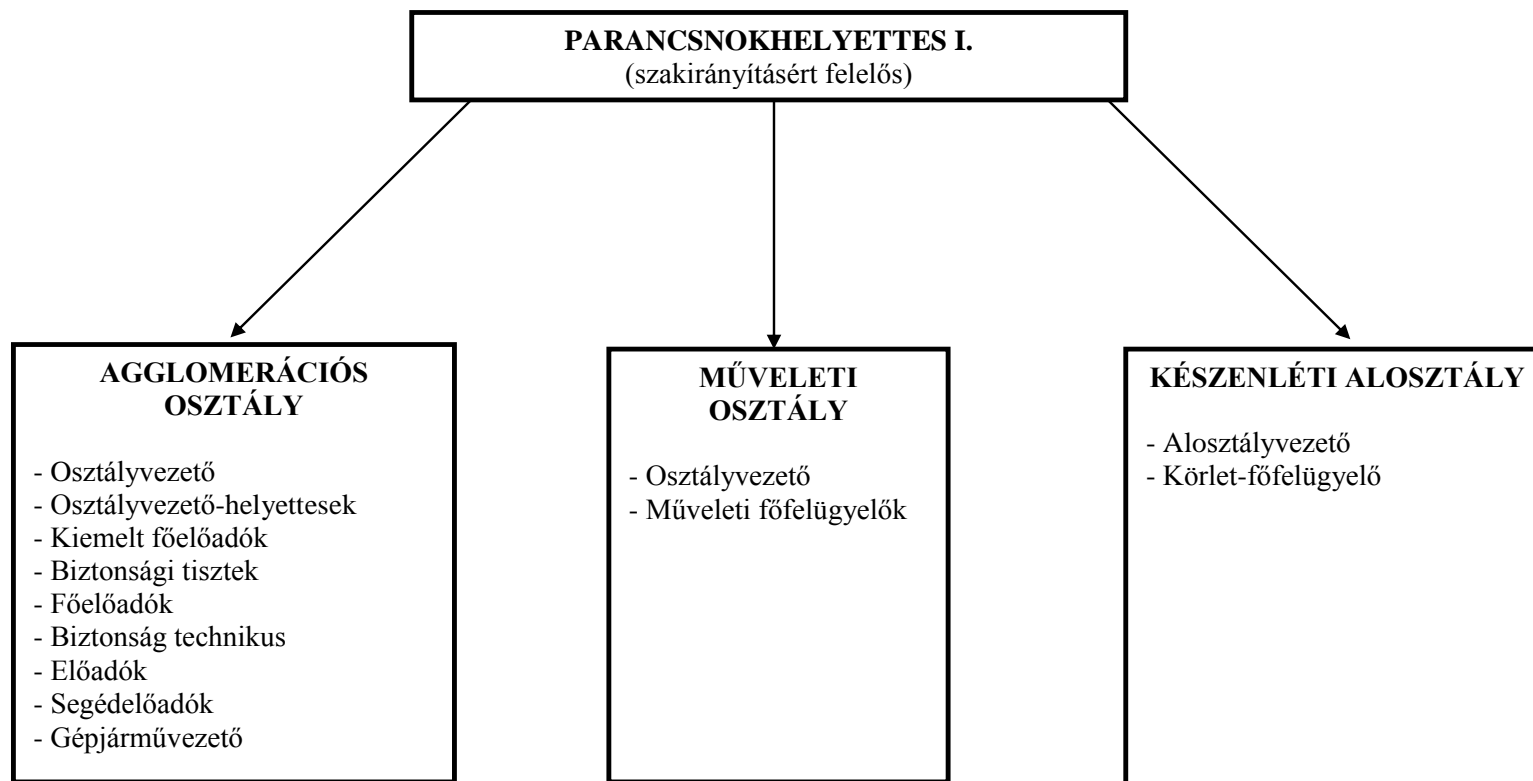 PARANCSNOKHELYETTES I.
(szakirányításért felelős)
AGGLOMERÁCIÓS
OSZTÁLY
- Osztályvezető
- Osztályvezető-helyettesek
- Kiemelt főelőadók
- Biztonsági tisztek
- Főelőadók
- Biztonság technikus
- Előadók
- Segédelőadók
- Gépjárművezető
MŰVELETI
OSZTÁLY
- Osztályvezető
- Műveleti főfelügyelők
KÉSZENLÉTI ALOSZTÁLY
- Alosztályvezető
- Körlet-főfelügyelő